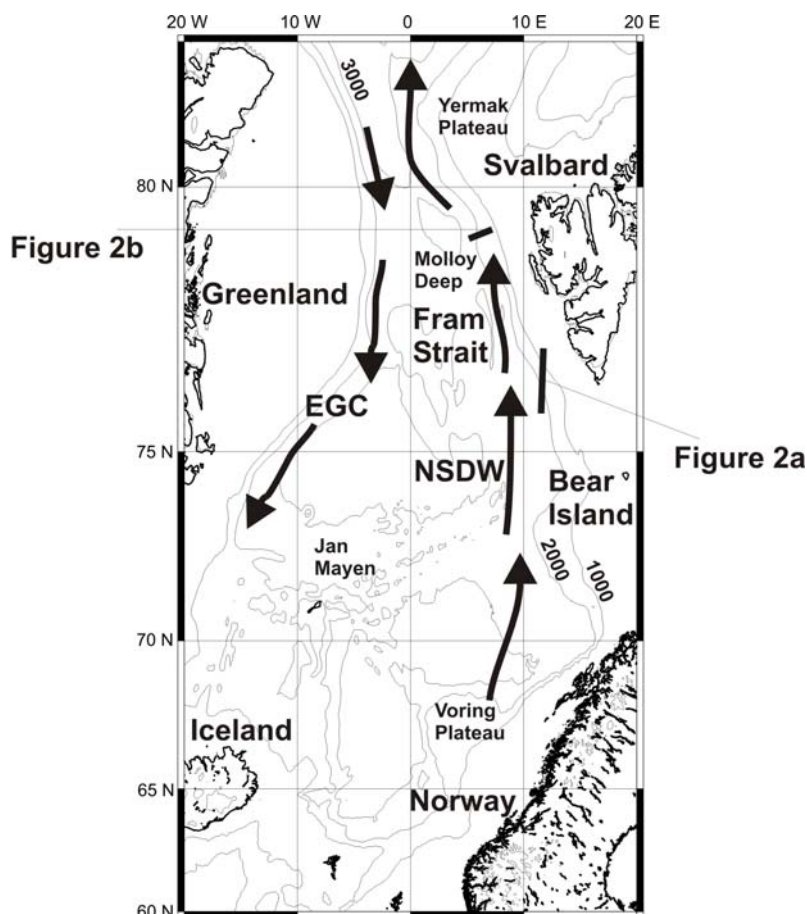 20 W
10 W
0
10 E
20 E
3000
Yermak
Plateau
Svalbard
80 N
Figure 2b
Molloy
Deep
Greenland
Fram
Strait
EGC
75 N
NSDW
Figure 2a
Bear
Island
Jan
Mayen
2000
1000
70 N
Voring
Plateau
Iceland
65 N
Norway
60 N